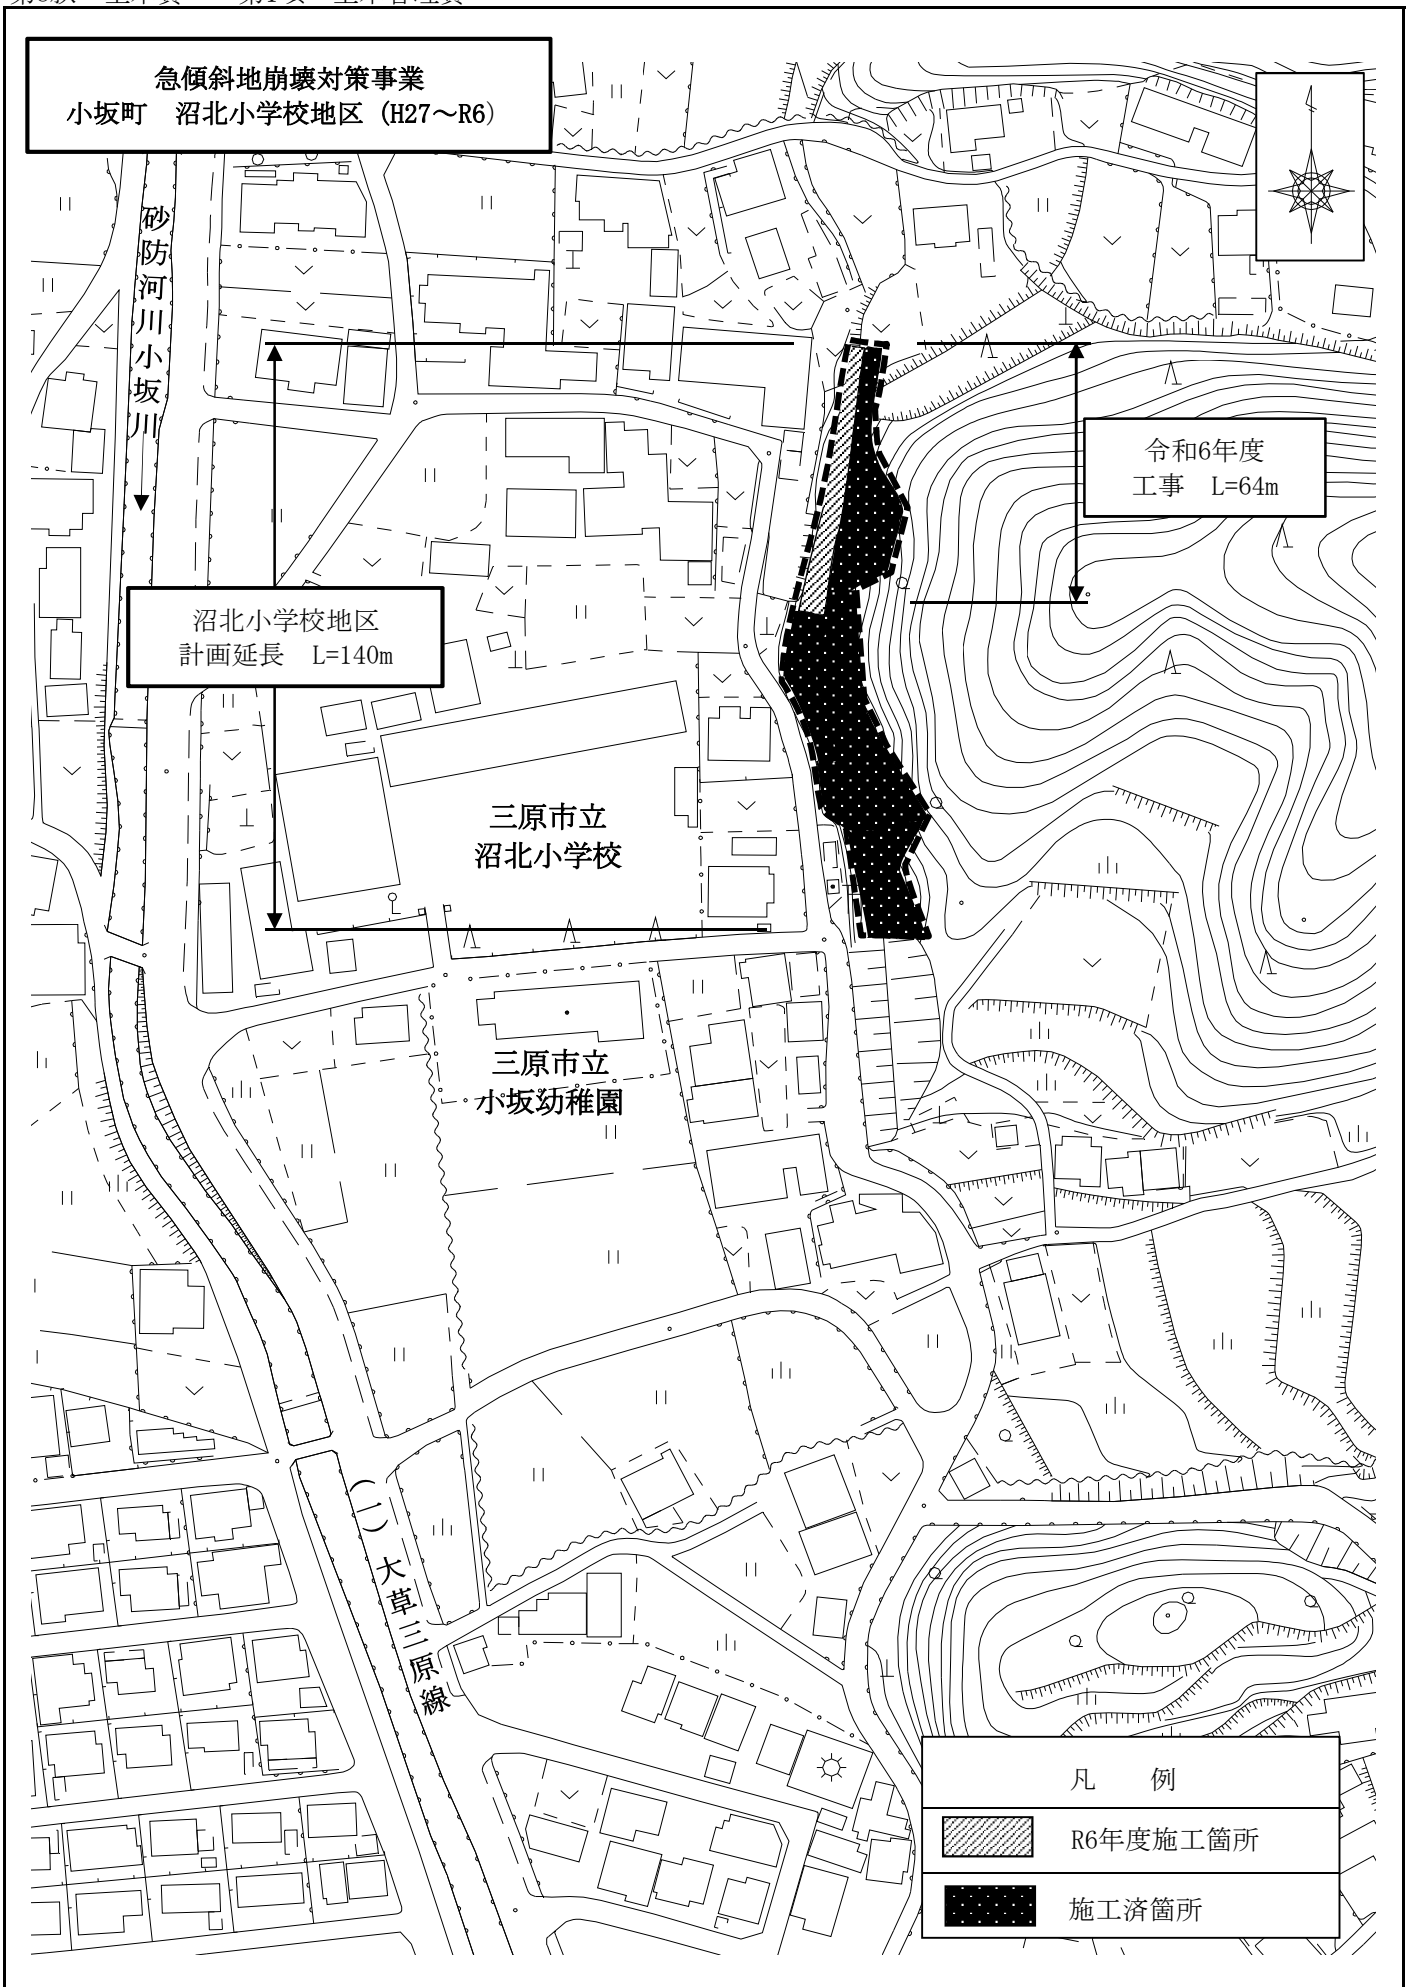 急傾斜地崩壊対策事業
小坂町　沼北小学校地区（H27～R6）
砂防河川小坂川
令和6年度
工事　L=64m
沼北小学校地区
計画延長　L=140m
三原市立
沼北小学校
三原市立
小坂幼稚園
（一）大草三原線
凡　例
R6年度施工箇所
施工済箇所